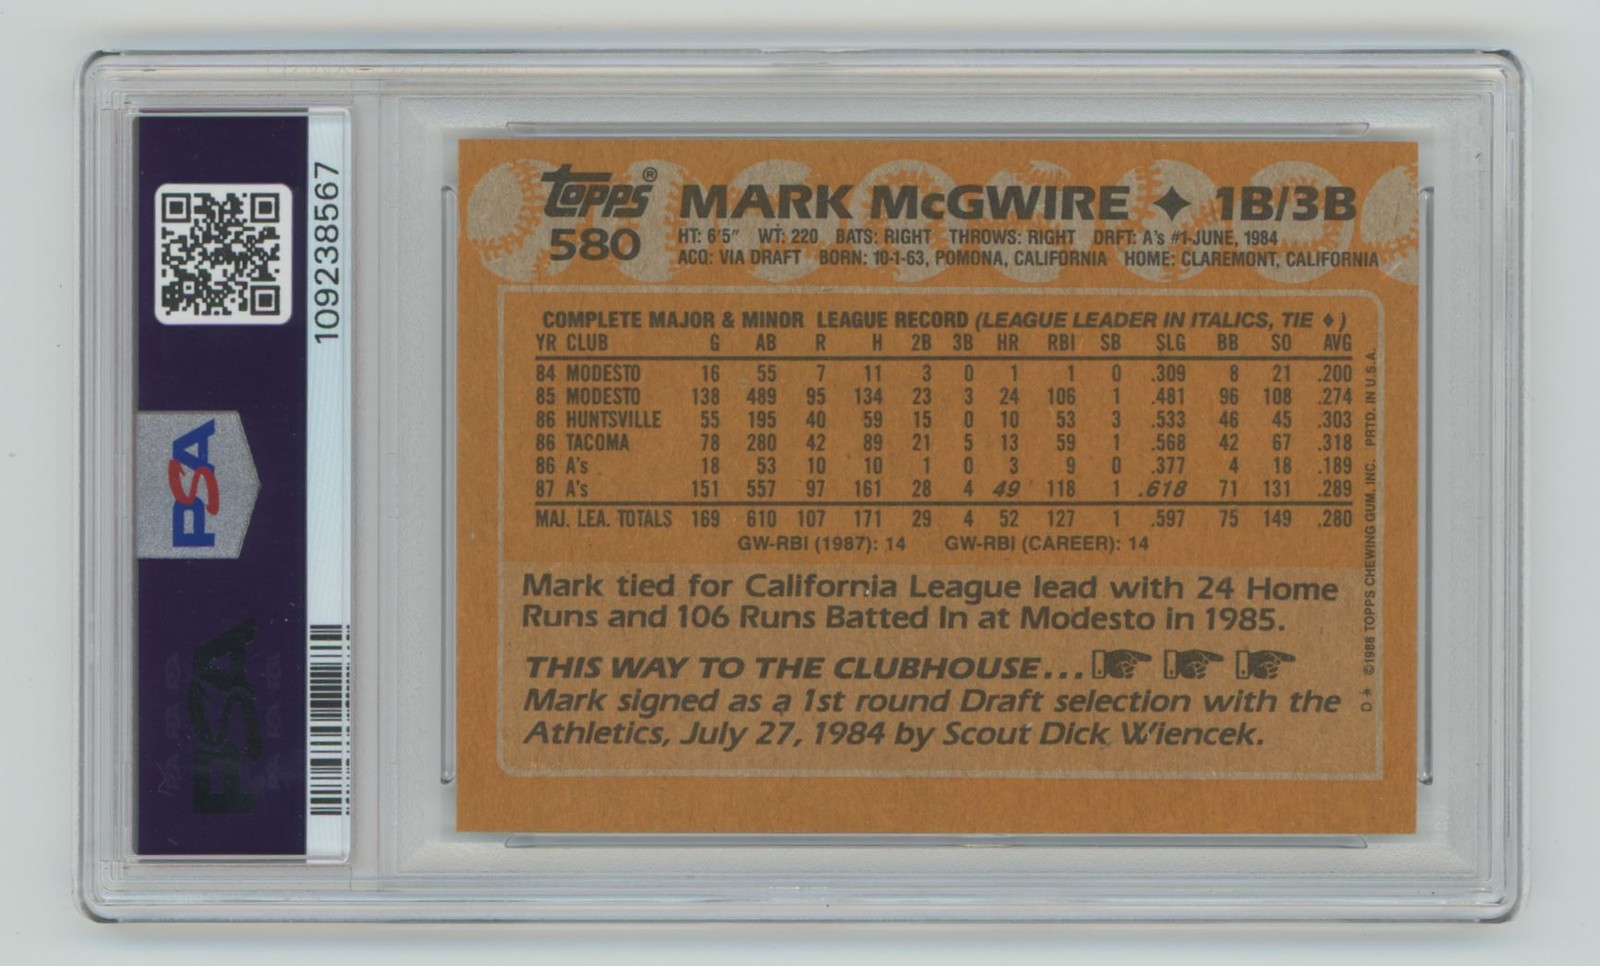 PSA
109238567
PSA
topps®
580
MARK McGWIRE ✦ 1B/3B
HT: 6'5" WT: 220 BATS: RIGHT THROWS: RIGHT DRFT: A's #1-JUNE, 1984
ACQ: VIA DRAFT BORN: 10-1-63, POMONA, CALIFORNIA HOME: CLAREMONT, CALIFORNIA
COMPLETE MAJOR & MINOR LEAGUE RECORD (LEAGUE LEADER IN ITALICS, TIE ♦)
YR CLUB G AB R H 2B 3B HR RBI SB SLG BB SO AVG
84 MODESTO 16 55 7 11 3 0 1 1 0 .309 8 21 .200
85 MODESTO 138 489 95 134 23 3 24 106 1 .481 96 108 .274
86 HUNTSVILLE 55 195 40 59 15 0 10 53 3 .533 46 45 .303
86 TACOMA 78 280 42 89 21 5 13 59 1 .568 42 67 .318
86 A's 18 53 10 10 1 0 3 9 0 .377 4 18 .189
87 A's 151 557 97 161 28 4 49 118 1 .618 71 131 .289
MAJ. LEA. TOTALS 169 610 107 171 29 4 52 127 1 .597 75 149 .280
GW-RBI (1987): 14 GW-RBI (CAREER): 14
Mark tied for California League lead with 24 Home
Runs and 106 Runs Batted In at Modesto in 1985.
THIS WAY TO THE CLUBHOUSE...
Mark signed as a 1st round Draft selection with the
Athletics, July 27, 1984 by Scout Dick Wiencek.
D* ©1988 TOPPS CHEWING GUM, INC. PRTD. IN U.S.A.